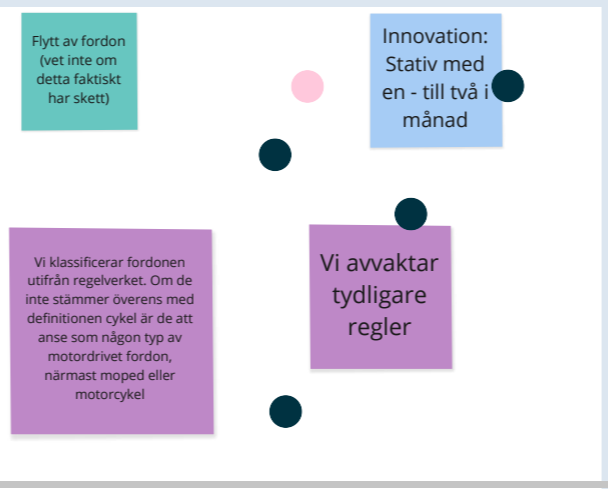 Flytt av fordon
(vet inte om
detta faktiskt
har skett)
Innovation:
Stativ med
en - till två i
månad
Vi klassificerar fordonen
utifrån regelverket. Om de
inte stämmer överens med
definitionen cykel är de att
anse som någon typ av
motordrivet fordon,
närmast moped eller
motorcykel
Vi avvaktar
tydligare
regler